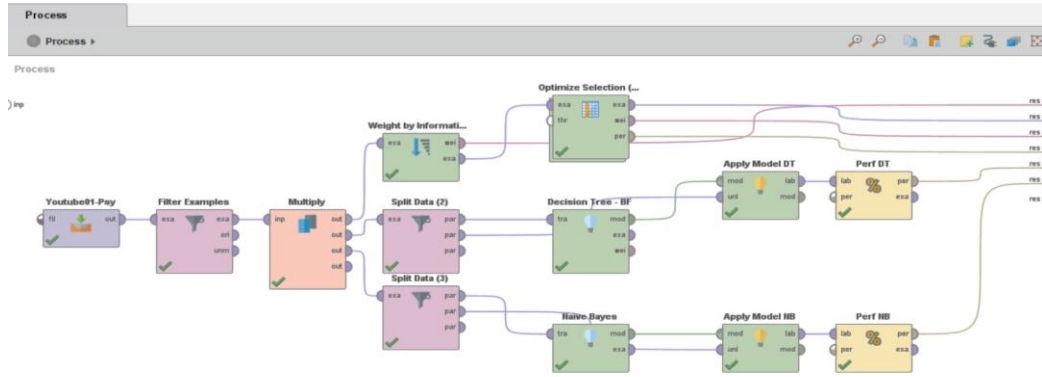 Process
Process
Process
inp
res
res
res
res
res
res
res
Optimize Selection (...
exa exa
thr wei
per
Weight by Informati...
exa wei
exa
Youtube01-Psy
fil out
Filter Examples
exa exa
ori
unm
Multiply
inp out
out
out
out
Split Data (2)
exa par
par
par
Split Data (3)
exa par
par
par
Decision Tree - BF
tra mod
exa
wei
Apply Model DT
mod lab
unl mod
Perf DT
lab per
per exa
Naive Bayes
tra mod
exa
Apply Model NB
mod lab
unl mod
Perf NB
lab per
per exa